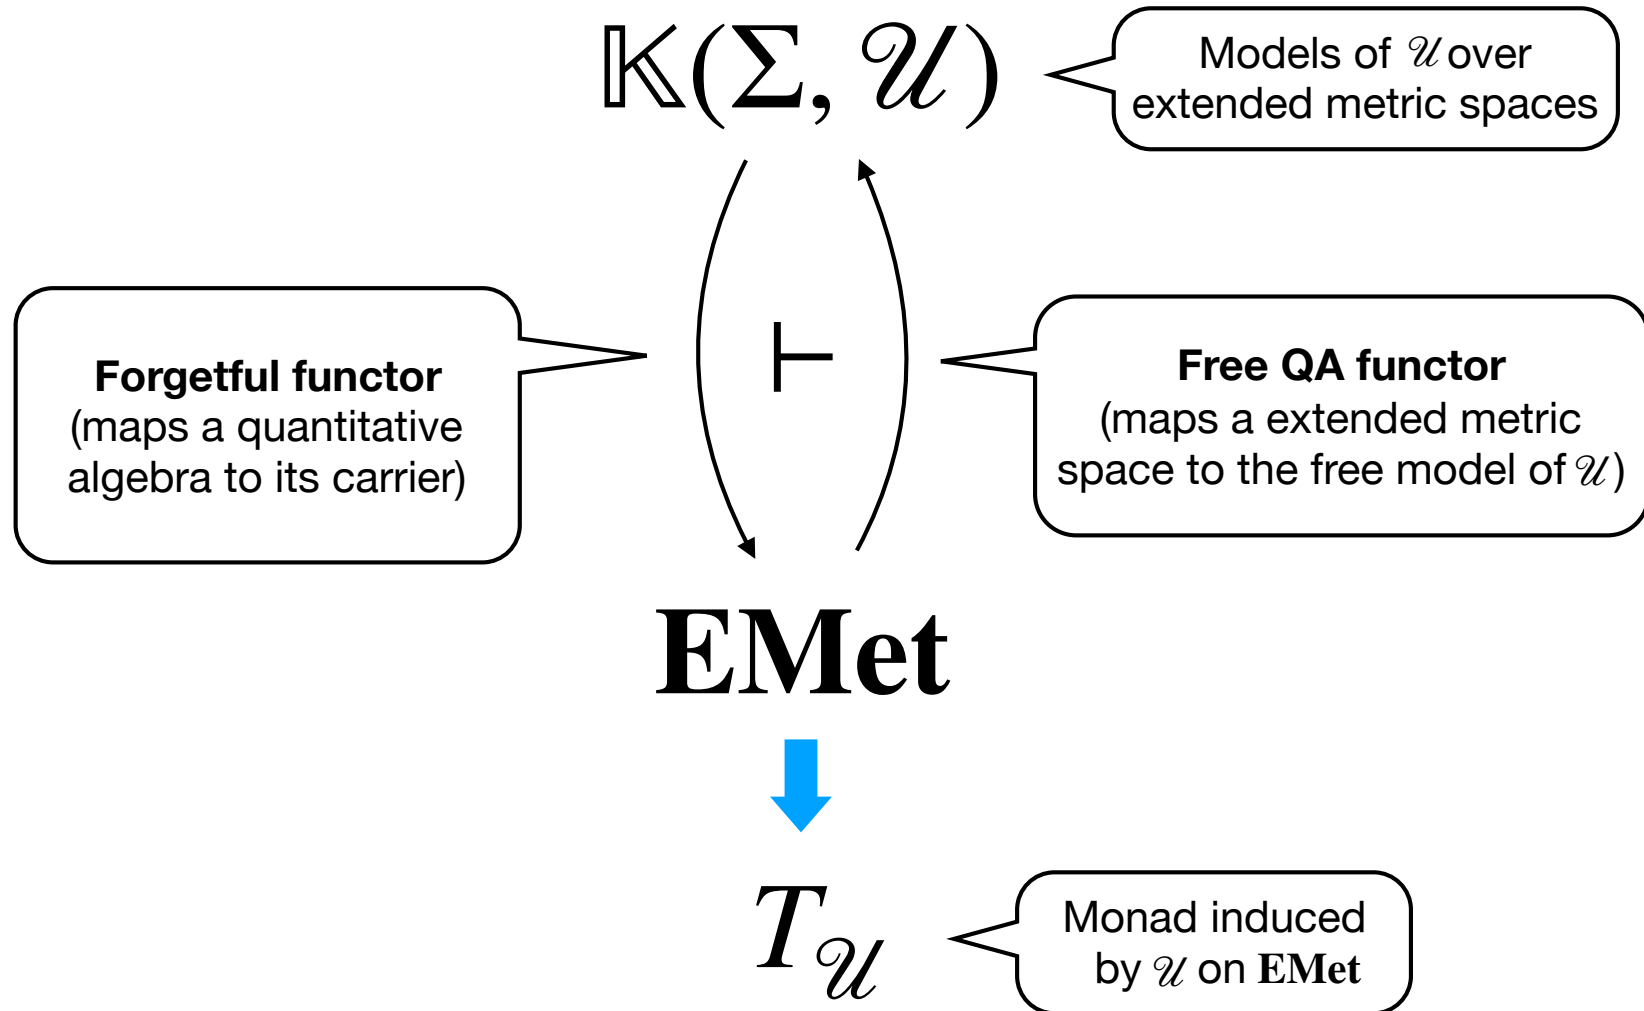 𝕂(Σ, 𝒰)
Models of 𝒰 over
extended metric spaces
Forgetful functor
(maps a quantitative
algebra to its carrier)
⊢
Free QA functor
(maps a extended metric
space to the free model of 𝒰)
EMet
T𝒰
Monad induced
by 𝒰 on EMet